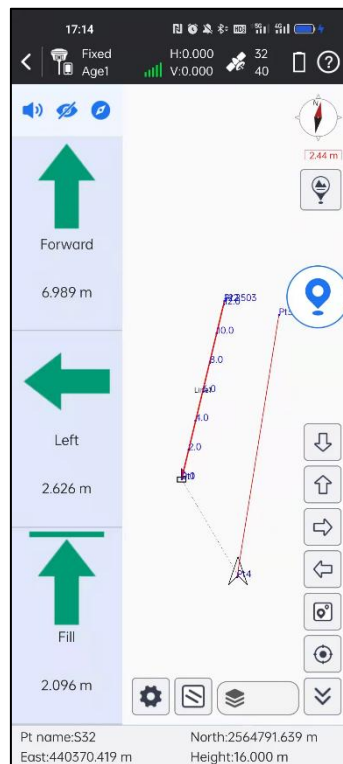 17:14
Fixed
Age1
H:0.000
V:0.000
32
40
N
2.44 m
Forward
6.989 m
10.0
8.0
4.0
2.0
Left
2.626 m
Pt4
Fill
2.096 m
Pt name:S32
North:2564791.639 m
East:440370.419 m
Height:16.000 m